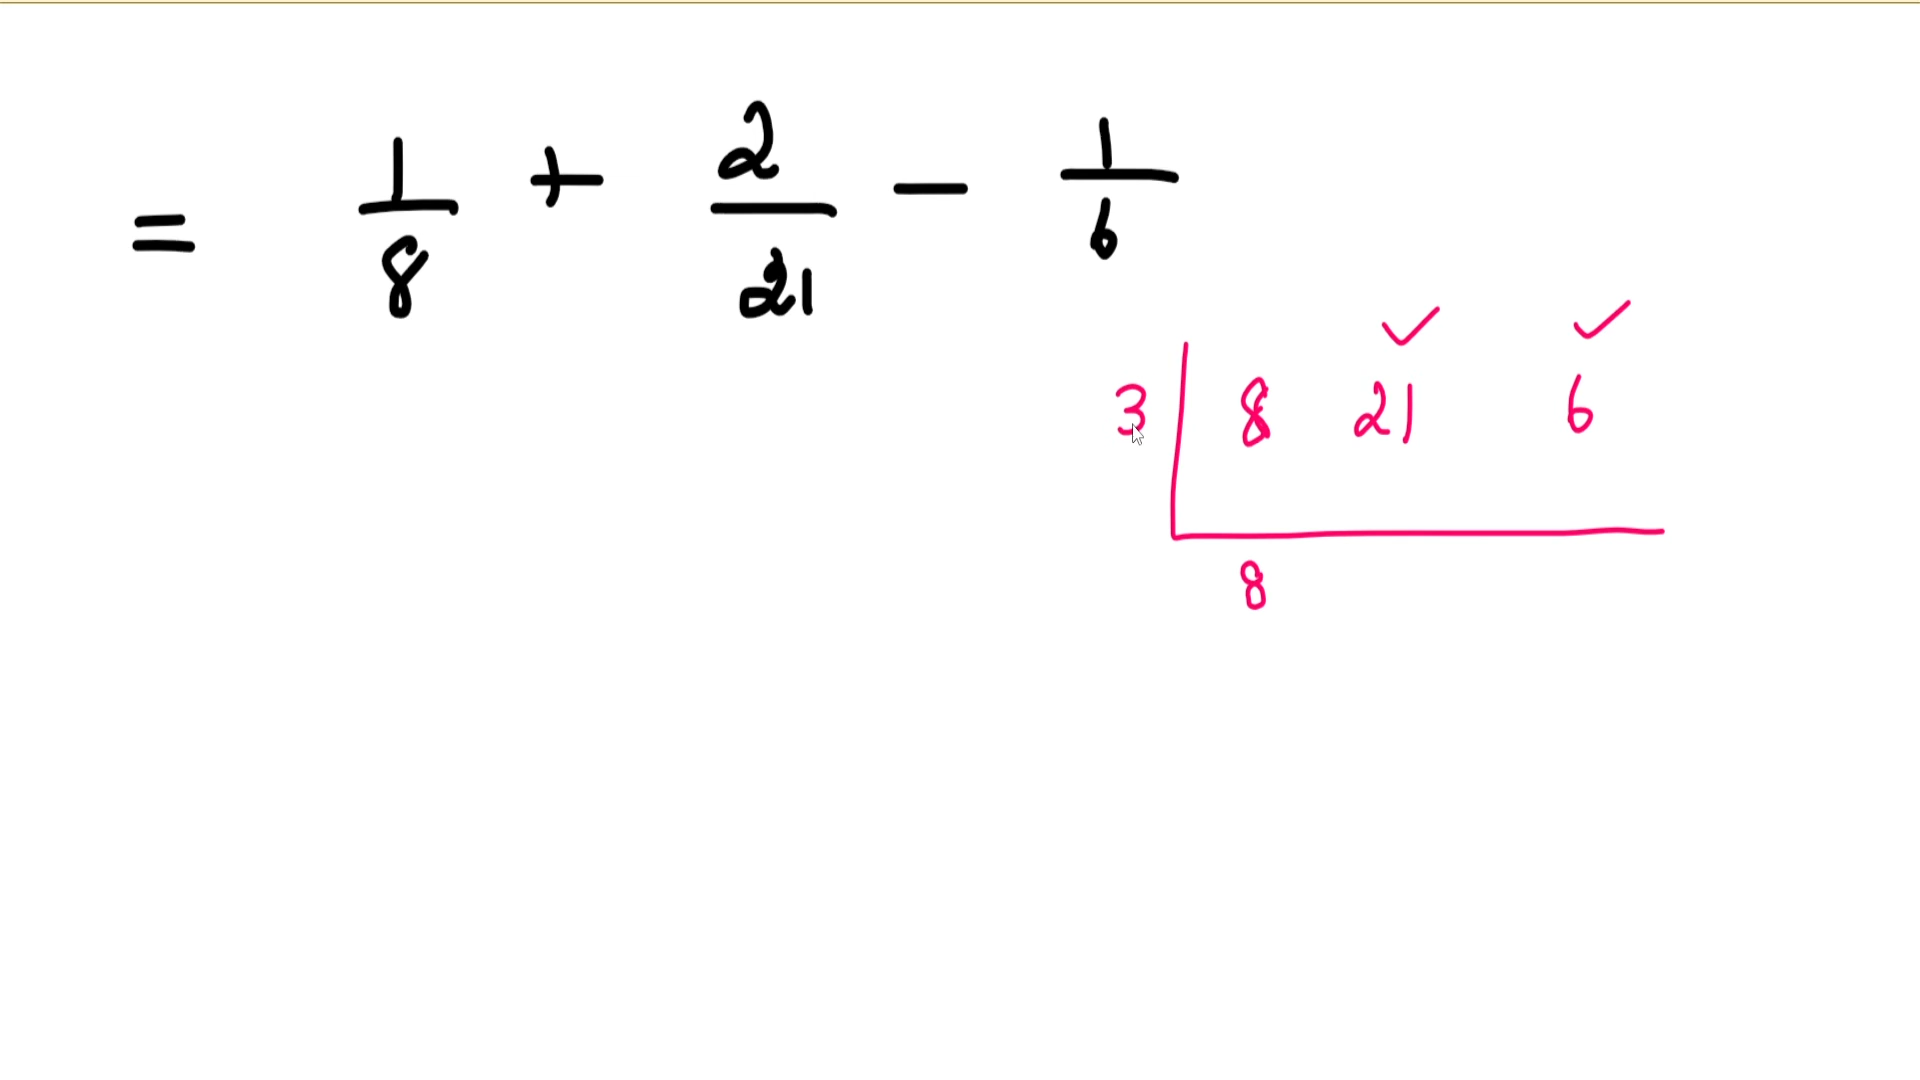 = 1/8 + 2/21 - 1/6
3 | 8 21 6
8